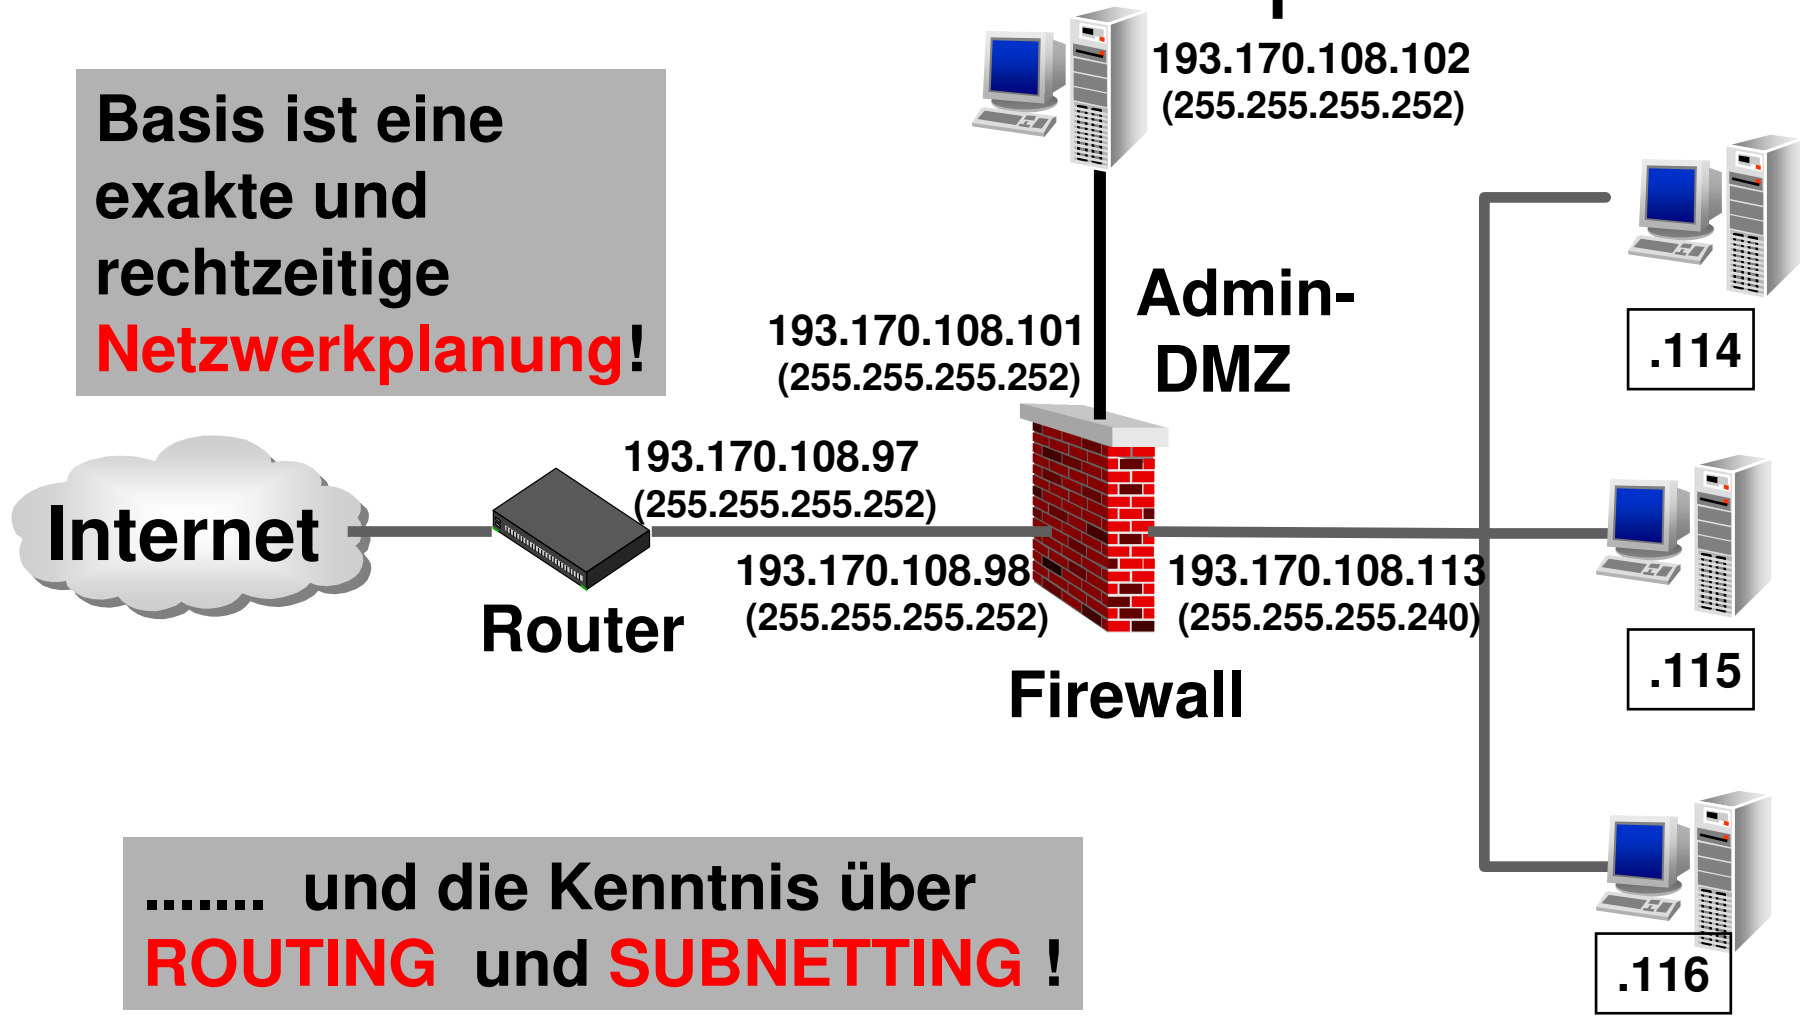 193.170.108.102
(255.255.255.252)
Basis ist eine
exakte und
rechtzeitige
Netzwerkplanung!
Admin-
DMZ
193.170.108.101
(255.255.255.252)
.114
193.170.108.97
(255.255.255.252)
Internet
193.170.108.98
(255.255.255.252)
193.170.108.113
(255.255.255.240)
Router
Firewall
.115
....... und die Kenntnis über
ROUTING und SUBNETTING !
.116